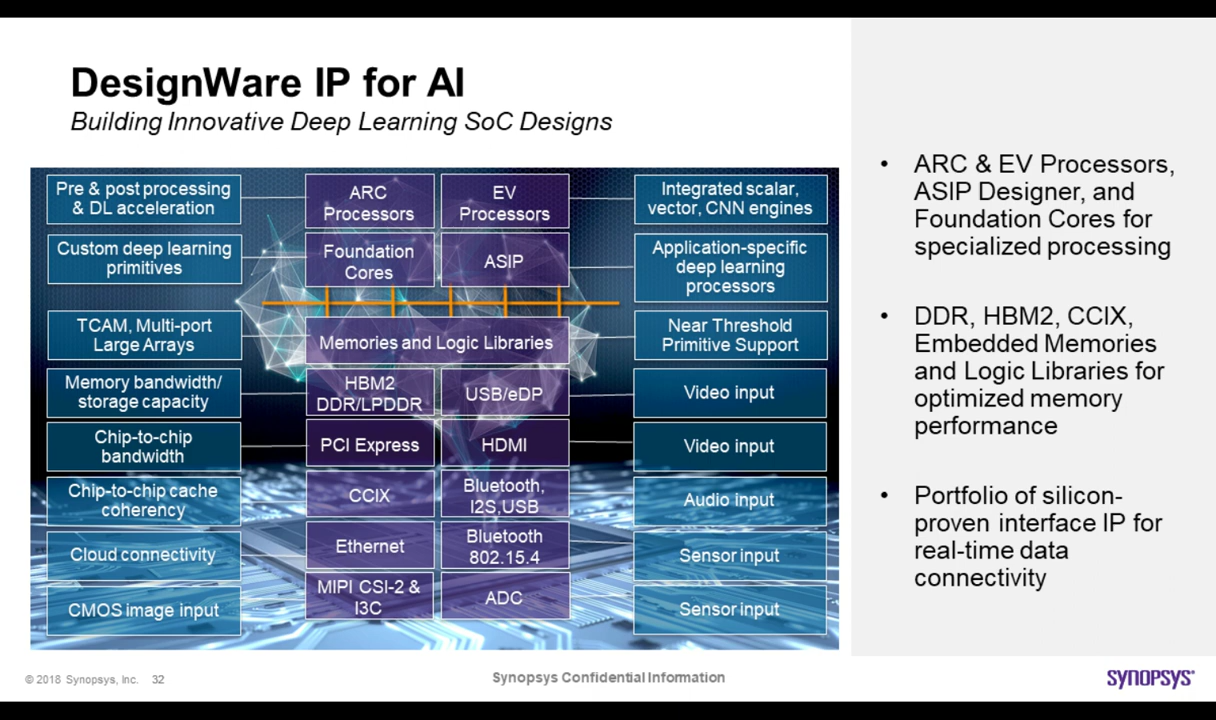 DesignWare IP for AI
Building Innovative Deep Learning SoC Designs
Pre & post processing
& DL acceleration
ARC
Processors
EV
Processors
Integrated scalar,
vector, CNN engines
Custom deep learning
primitives
Foundation
Cores
ASIP
Application-specific
deep learning
processors
TCAM, Multi-port
Large Arrays
Memories and Logic Libraries
Near Threshold
Primitive Support
Memory bandwidth/
storage capacity
HBM2
DDR/LPDDR
USB/eDP
Video input
Chip-to-chip
bandwidth
PCI Express
HDMI
Video input
Chip-to-chip cache
coherency
CCIX
Bluetooth,
I2S,USB
Audio input
Cloud connectivity
Ethernet
Bluetooth
802.15.4
Sensor input
CMOS image input
MIPI CSI-2 &
I3C
ADC
Sensor input
• ARC & EV Processors,
ASIP Designer, and
Foundation Cores for
specialized processing
• DDR, HBM2, CCIX,
Embedded Memories
and Logic Libraries for
optimized memory
performance
• Portfolio of silicon-
proven interface IP for
real-time data
connectivity
© 2018 Synopsys, Inc. 32
Synopsys Confidential Information
SYNOPSYS®